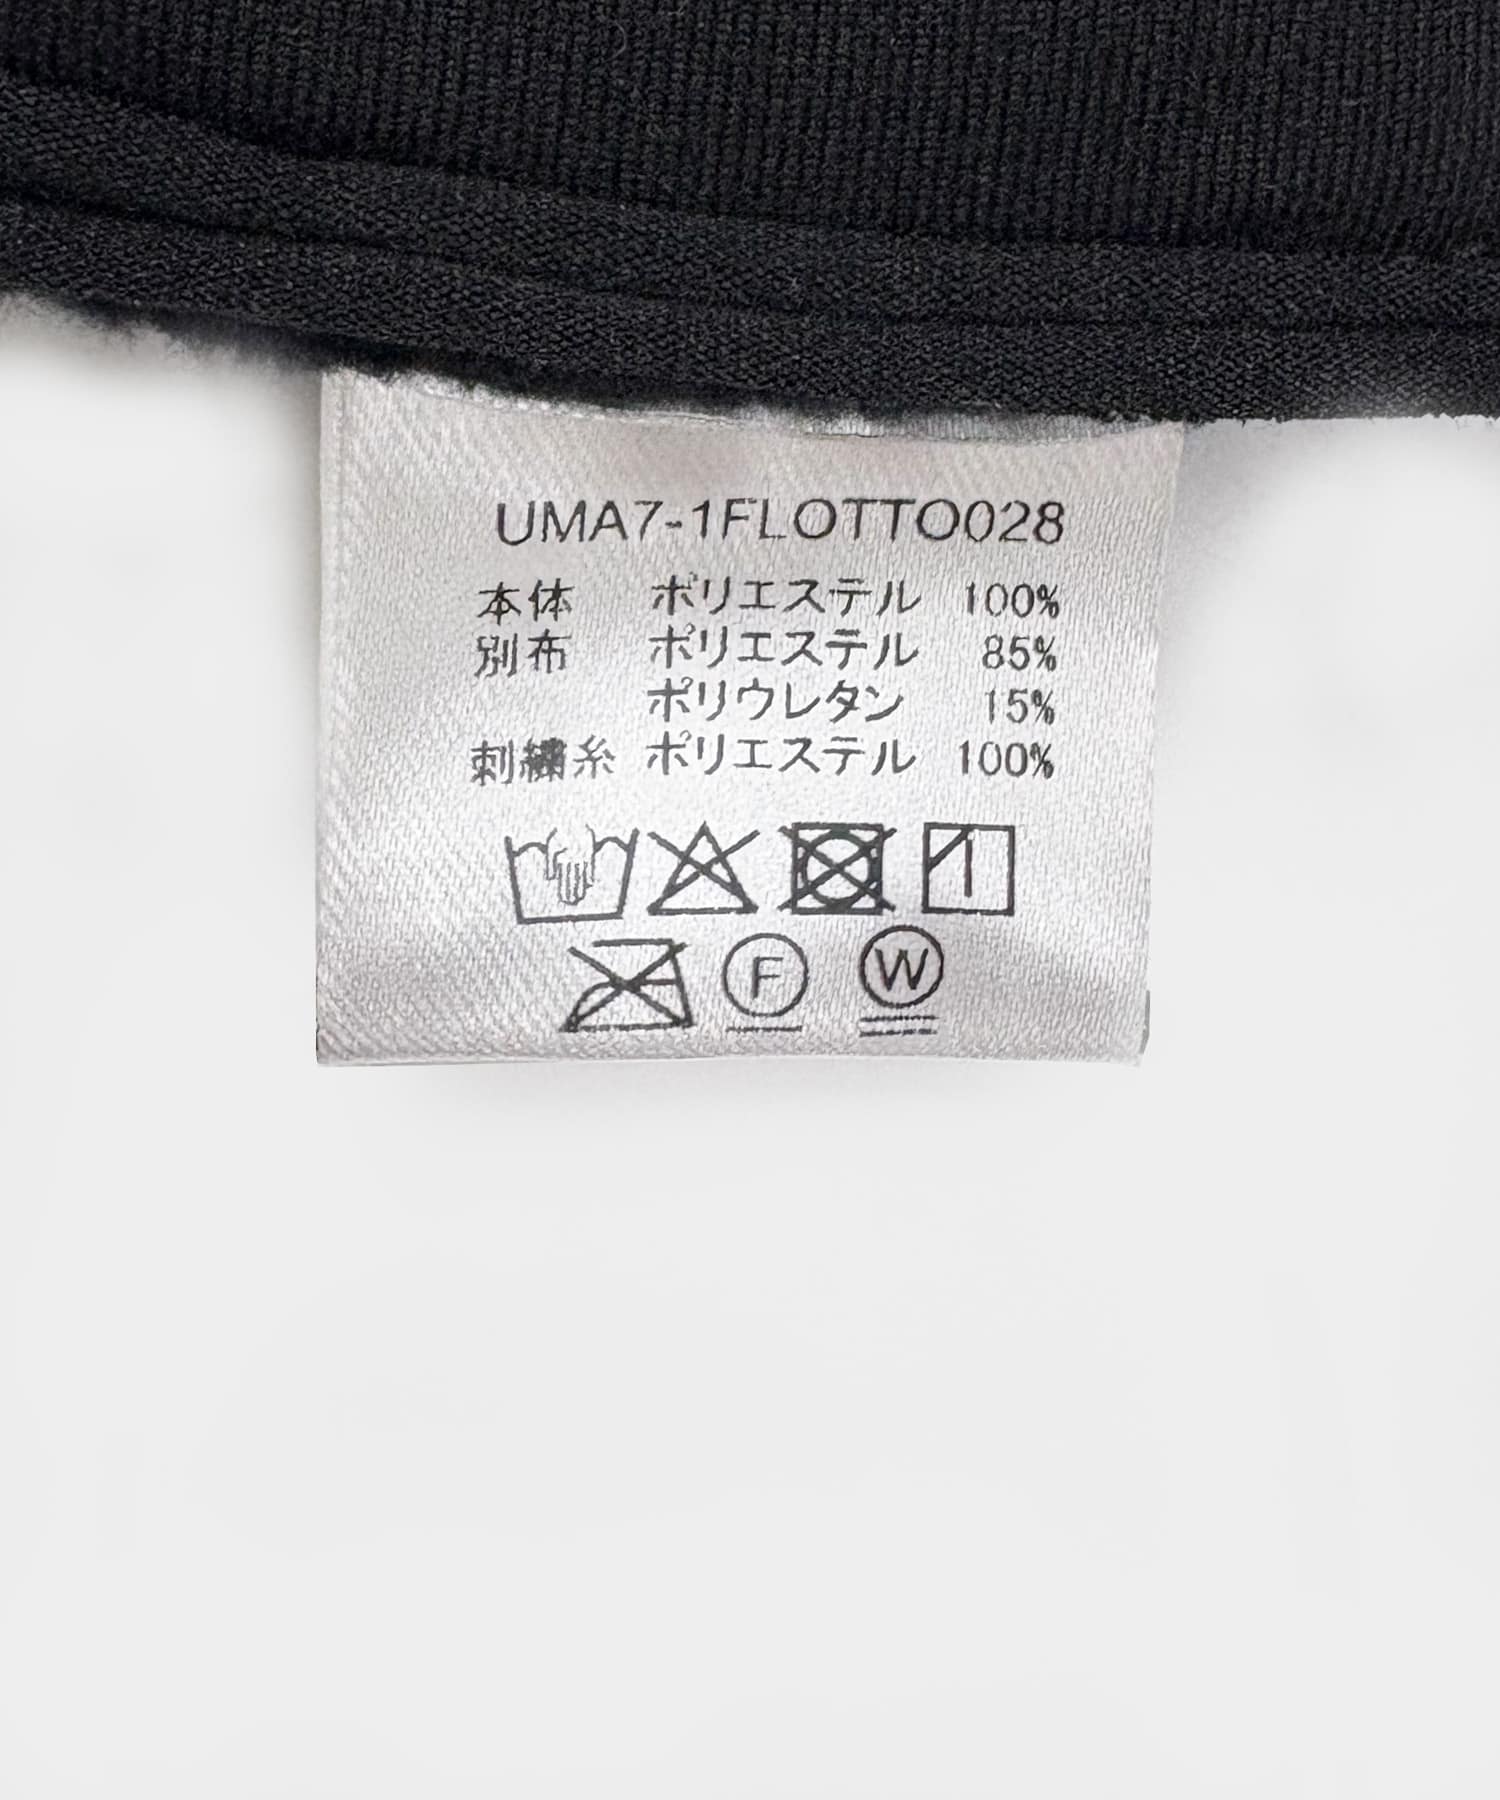 UMA7-1FLOTTO028
本体 ポリエステル 100%
別布 ポリエステル 85%
ポリウレタン 15%
刺繍糸 ポリエステル 100%
F W